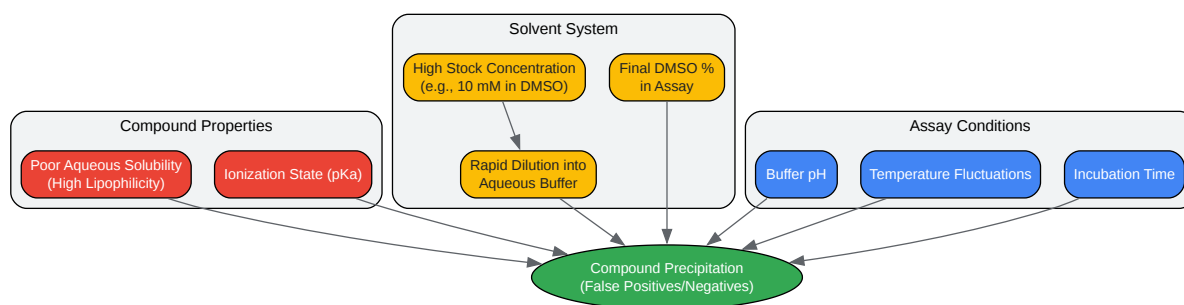 Solvent System
High Stock Concentration
(e.g., 10 mM in DMSO)
Final DMSO %
in Assay
Compound Properties
Assay Conditions
Poor Aqueous Solubility
(High Lipophilicity)
Ionization State (pKa)
Rapid Dilution into
Aqueous Buffer
Buffer pH
Temperature Fluctuations
Incubation Time
Compound Precipitation
(False Positives/Negatives)